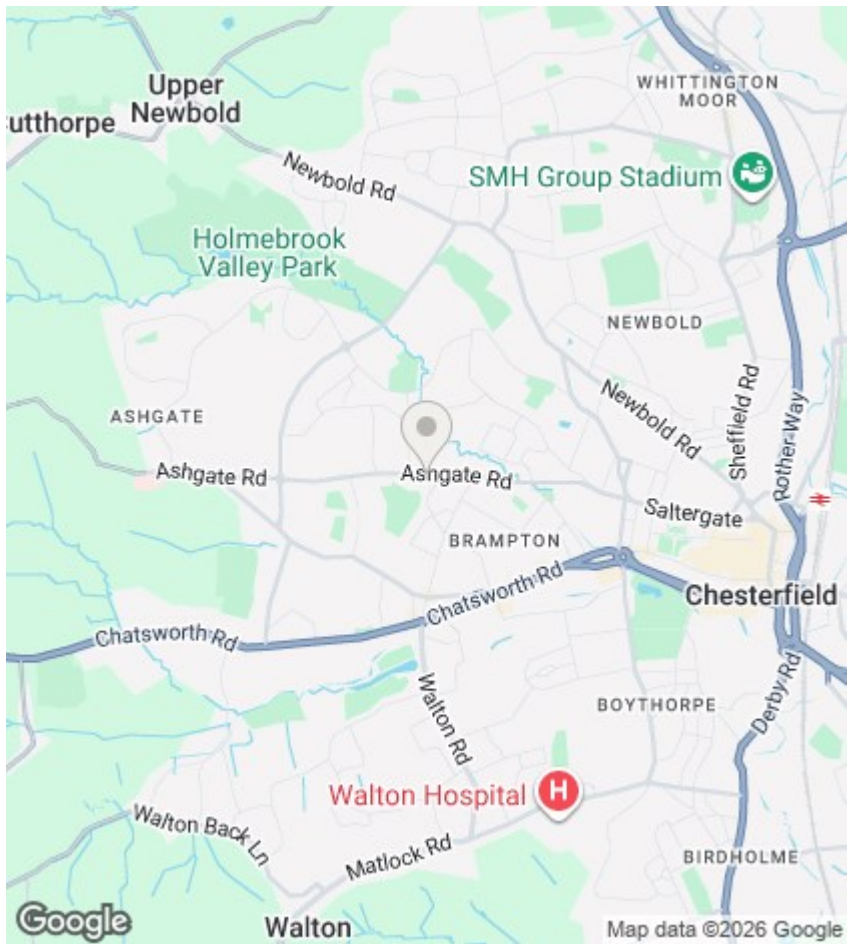 WHITTINGTON
MOOR
Upper
Newbold
utthorpe
Newbold Rd
SMH Group Stadium
Holmebrook
Valley Park
NEWBOLD
Sheffield Rd
Rother Way
ASHGATE
Newbold Rd
Ashgate Rd
Ashgate Rd
Saltergate
BRAMPTON
Chatsworth Rd
Chesterfield
Chatsworth Rd
Walton Rd
BOYTHORPE
Derby Rd
Walton Hospital
H
Walton Back Ln
Matlock Rd
BIRDHOLME
Google
Walton
Map data ©2026 Google